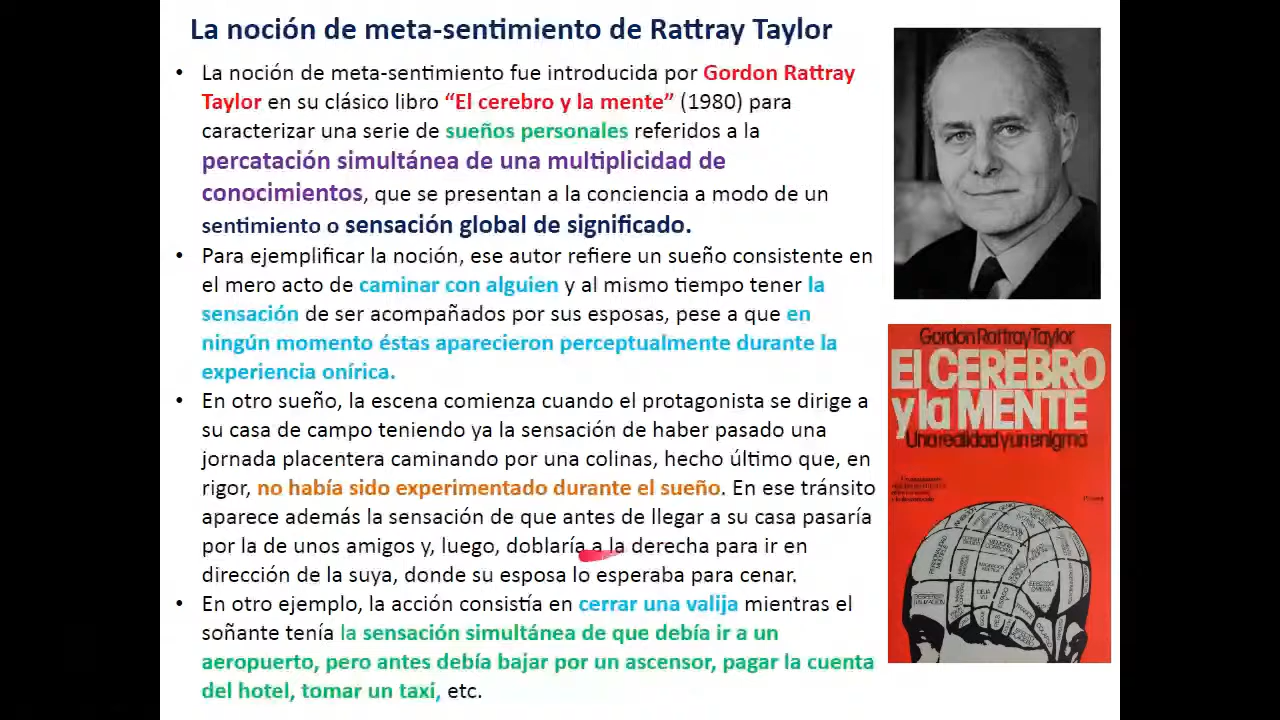 La noción de meta-sentimiento de Rattray Taylor
• La noción de meta-sentimiento fue introducida por Gordon Rattray
Taylor en su clásico libro “El cerebro y la mente” (1980) para
caracterizar una serie de sueños personales referidos a la
percatación simultánea de una multiplicidad de
conocimientos, que se presentan a la conciencia a modo de un
sentimiento o sensación global de significado.
• Para ejemplificar la noción, ese autor refiere un sueño consistente en
el mero acto de caminar con alguien y al mismo tiempo tener la
sensación de ser acompañados por sus esposas, pese a que en
ningún momento éstas aparecieron perceptualmente durante la
experiencia onírica.
• En otro sueño, la escena comienza cuando el protagonista se dirige a
su casa de campo teniendo ya la sensación de haber pasado una
jornada placentera caminando por una colinas, hecho último que, en
rigor, no había sido experimentado durante el sueño. En ese tránsito
aparece además la sensación de que antes de llegar a su casa pasaría
por la de unos amigos y, luego, doblaría a la derecha para ir en
dirección de la suya, donde su esposa lo esperaba para cenar.
• En otro ejemplo, la acción consistía en cerrar una valija mientras el
soñante tenía la sensación simultánea de que debía ir a un
aeropuerto, pero antes debía bajar por un ascensor, pagar la cuenta
del hotel, tomar un taxi, etc.
Gordon Rattray Taylor
El CEREBRO
y la MENTE
Una realidad y un enigma